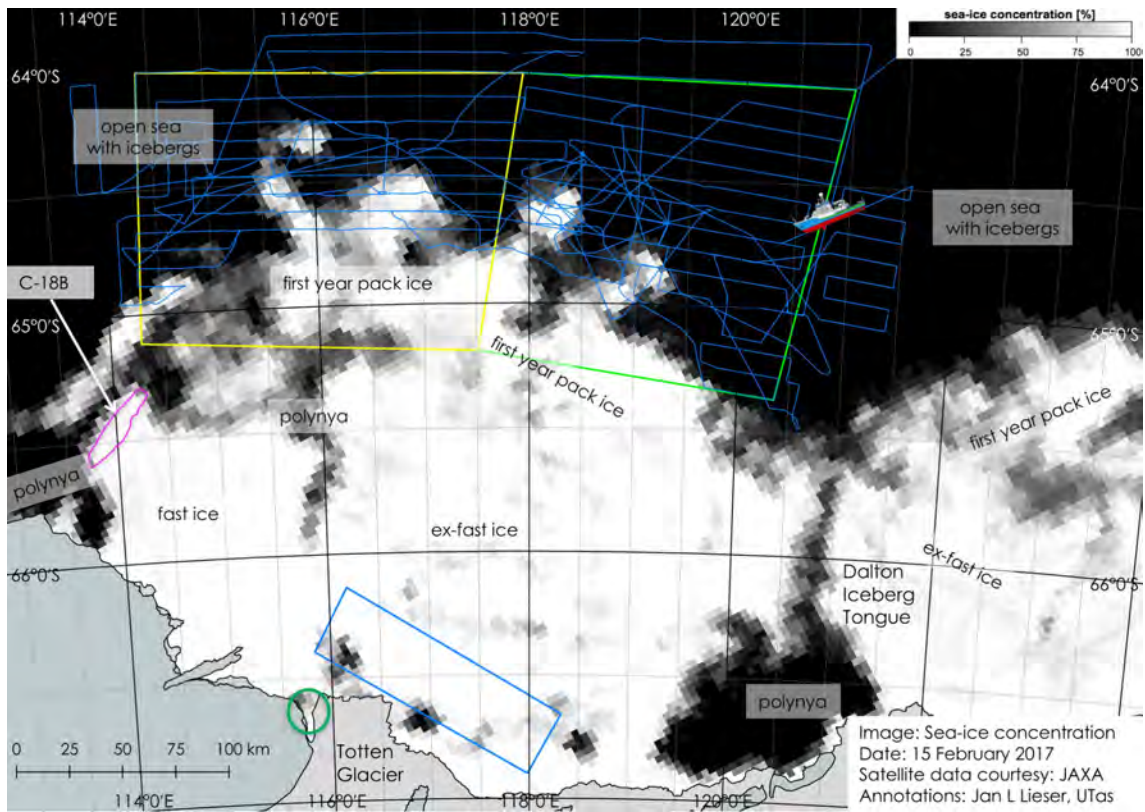 114°0'E 116°0'E 118°0'E 120°0'E
sea-ice concentration [%]
0 25 50 75 100
64°0'S 64°0'S
open sea
with icebergs
open sea
with icebergs
C-18B
first year pack ice
65°0'S 65°0'S
first year pack ice
first year pack ice
polynya
polynya
fast ice
ex-fast ice
ex-fast ice
66°0'S 66°0'S
Dalton
Iceberg
Tongue
polynya
0 25 50 75 100 km
Totten
Glacier
Image: Sea-ice concentration
Date: 15 February 2017
Satellite data courtesy: JAXA
Annotations: Jan L Lieser, UTas
114°0'E 116°0'E 118°0'E 120°0'E